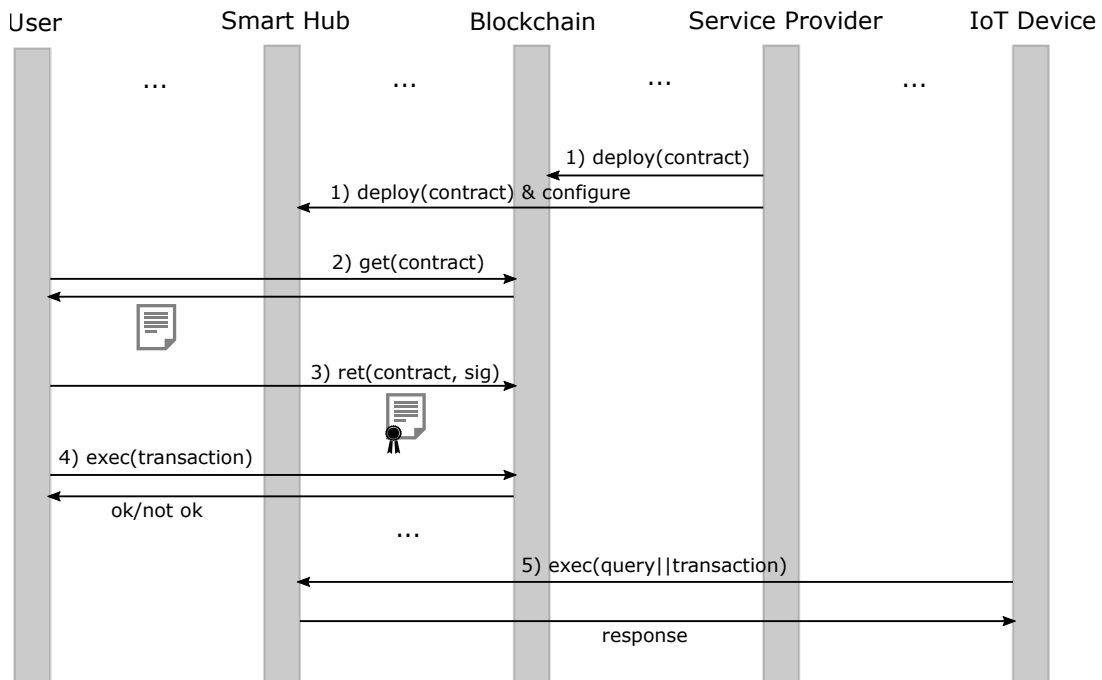 User
Smart Hub
Blockchain
Service Provider
IoT Device
...
...
...
...
1) deploy(contract)
1) deploy(contract) & configure
2) get(contract)
3) ret(contract, sig)
4) exec(transaction)
ok/not ok
...
5) exec(query||transaction)
response